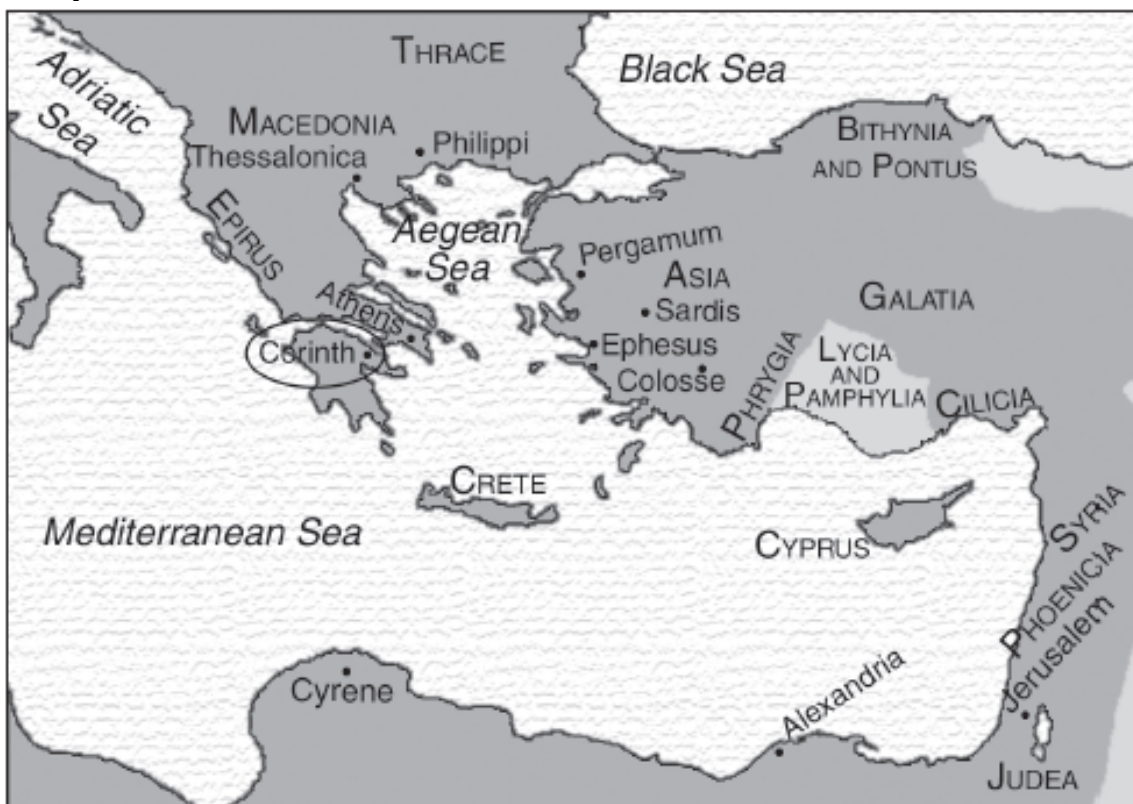 THRACE
Black Sea
Adriatic
Sea
MACEDONIA
Thessalonica
Philippi
BITHYNIA
AND PONTUS
EPIRUS
Aegean
Sea
Pergamum
ASIA
Sardis
GALATIA
Athens
Corinth
Ephesus
Colosse
PHRYGIA
LYCIA
AND
PAMPHYLIA
CILICIA
CRETE
Mediterranean Sea
CYPRUS
SYRIA
PHOENICIA
Jerusalem
Cyrene
Alexandria
JUDEA